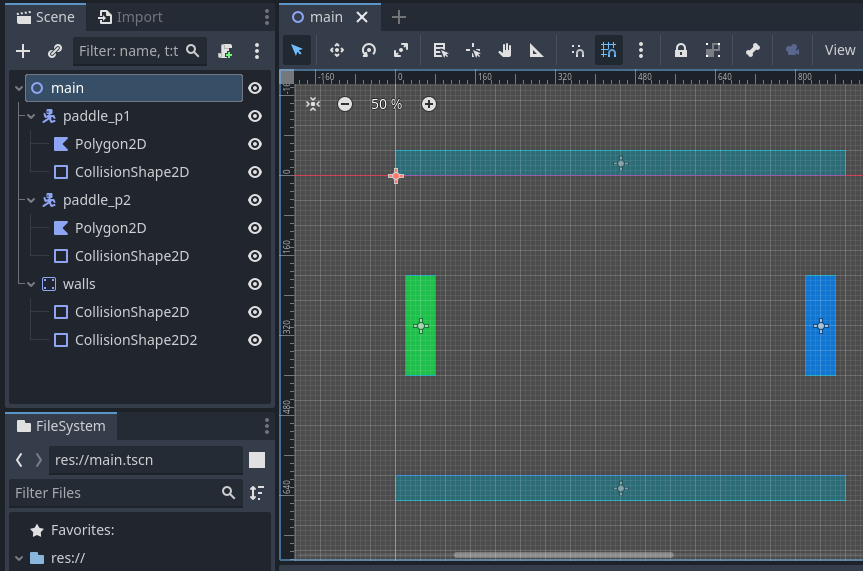 Scene Import
Filter: name, t:t
main
paddle_p1
Polygon2D
CollisionShape2D
paddle_p2
Polygon2D
CollisionShape2D
walls
CollisionShape2D
CollisionShape2D2
FileSystem
res://main.tscn
Filter Files
Favorites:
res://
main
View
-160 0 160 320 480 640 800
50 %
0
160
320
480
640